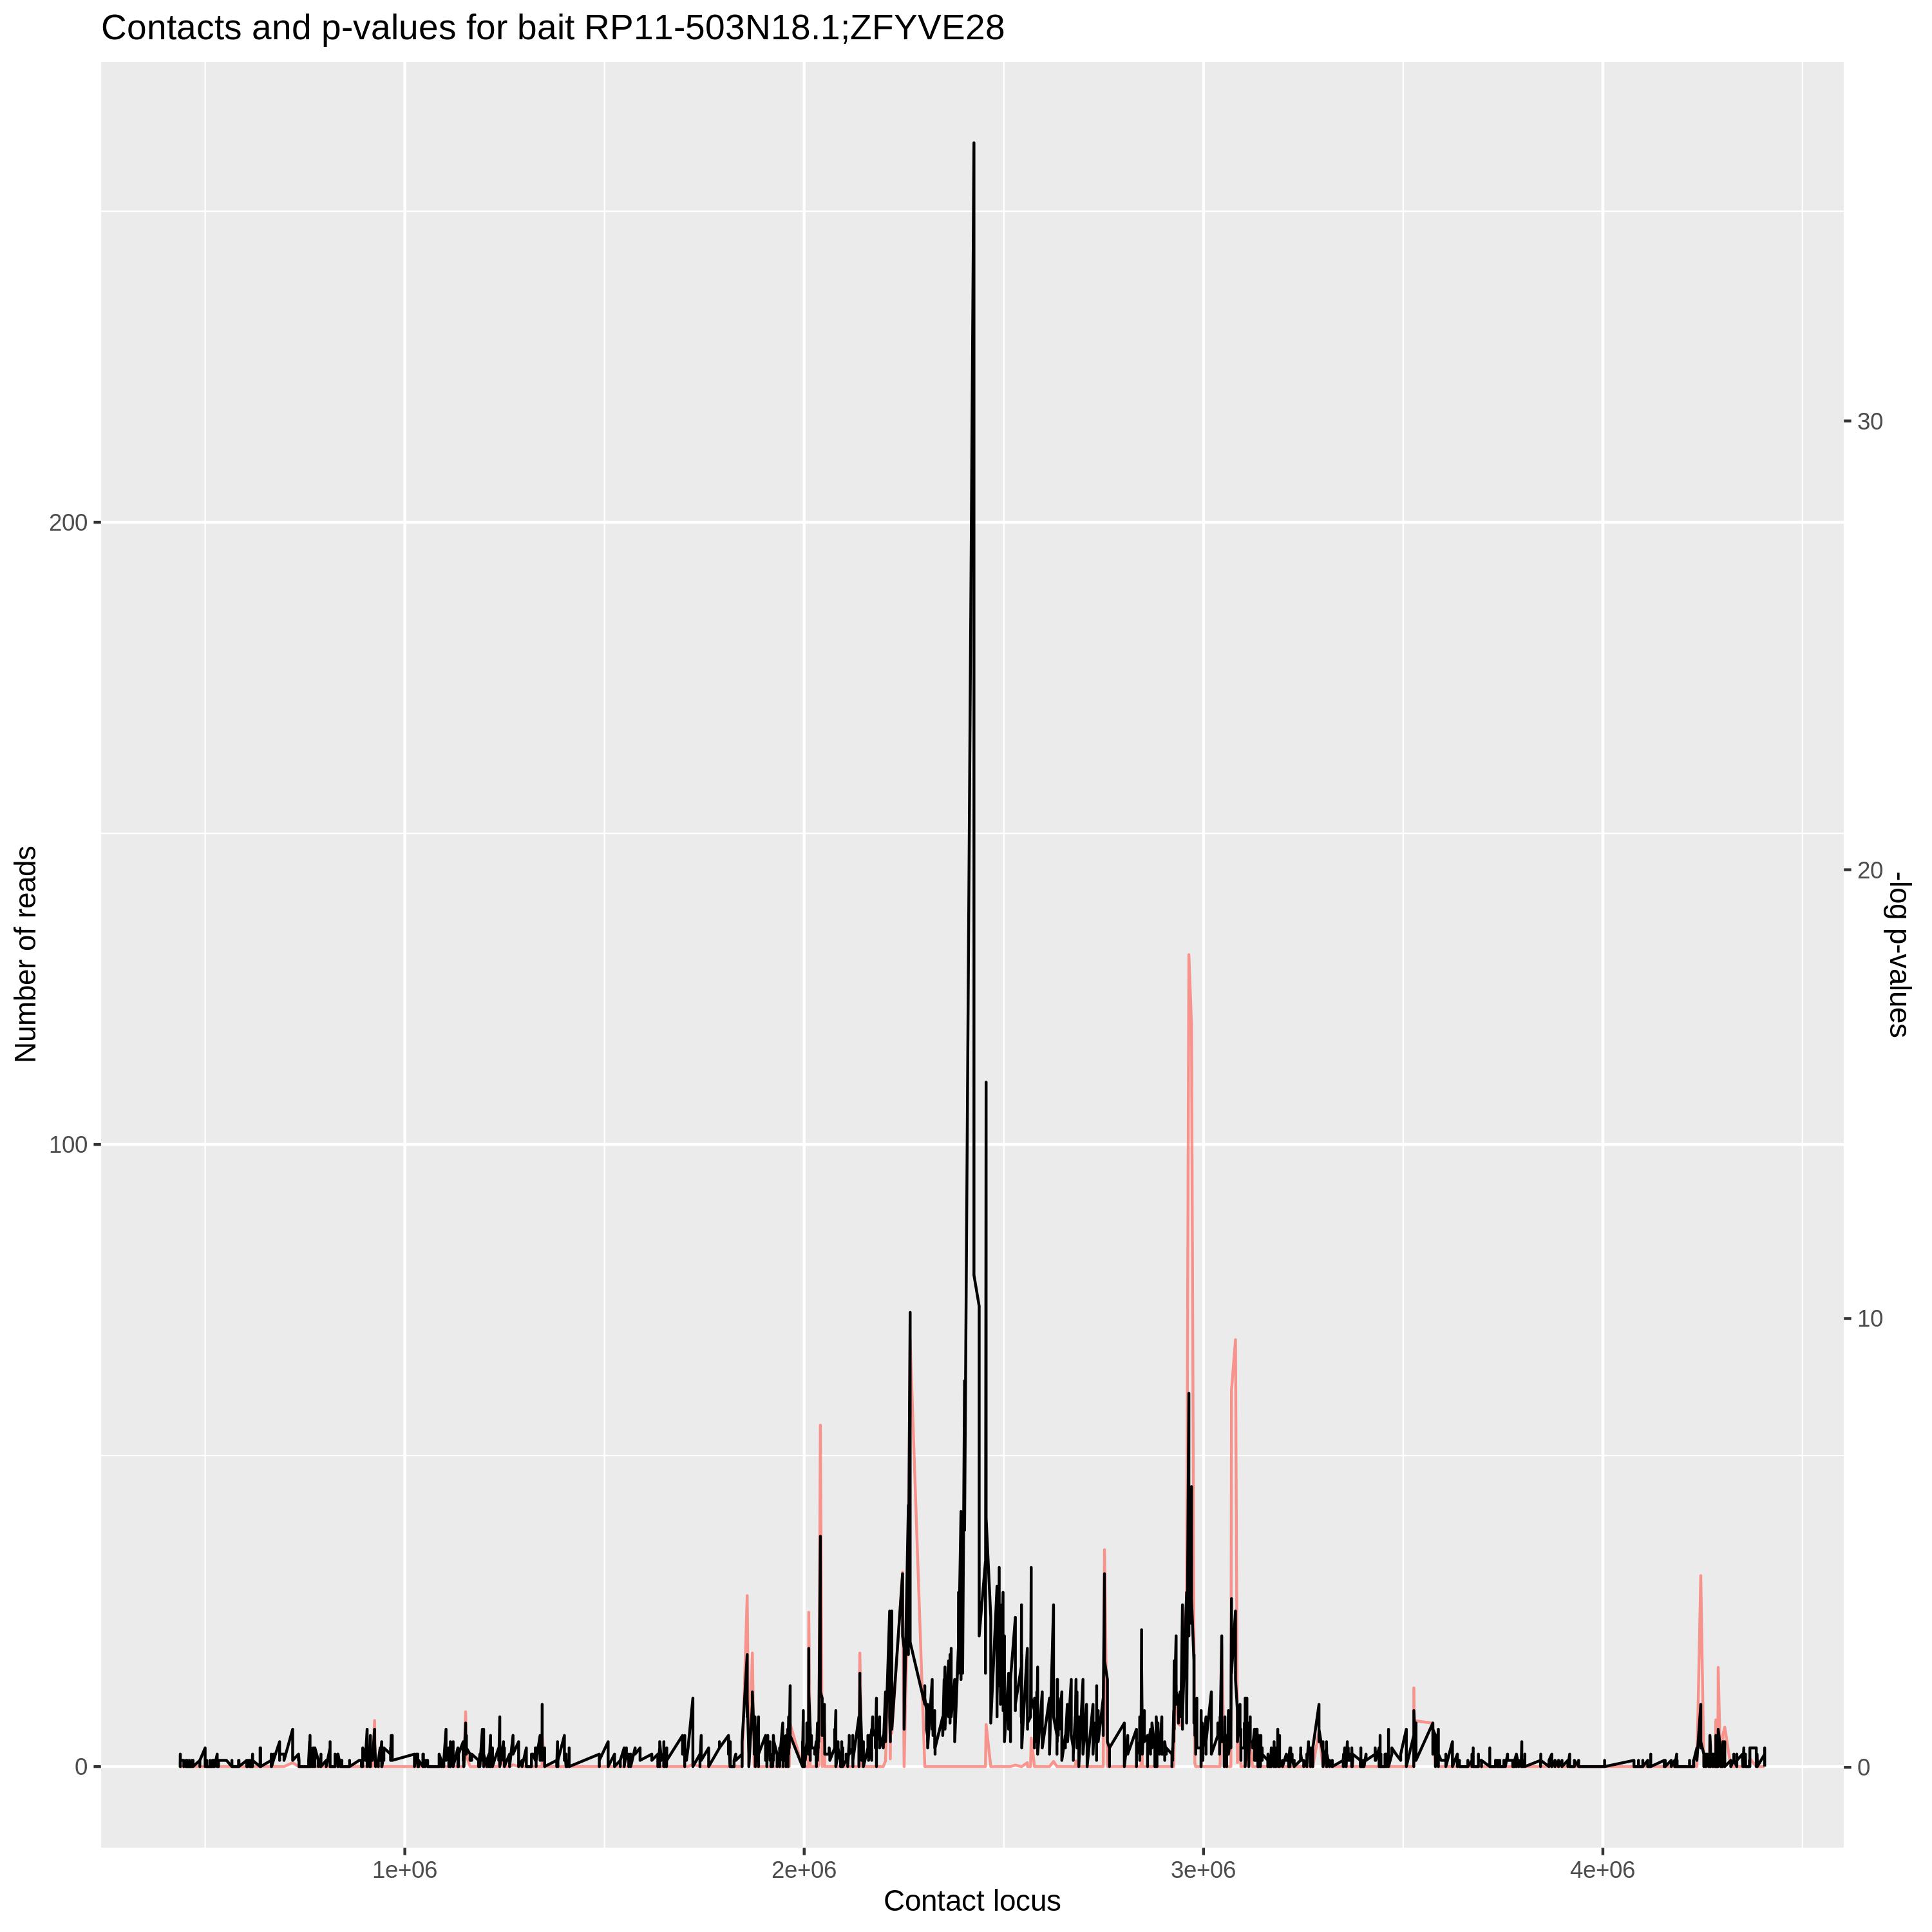 Contacts and p-values for bait RP11-503N18.1;ZFYVE28
Number of reads
200
100
0
30
20
10
0
-log p-values
1e+06
2e+06
3e+06
4e+06
Contact locus